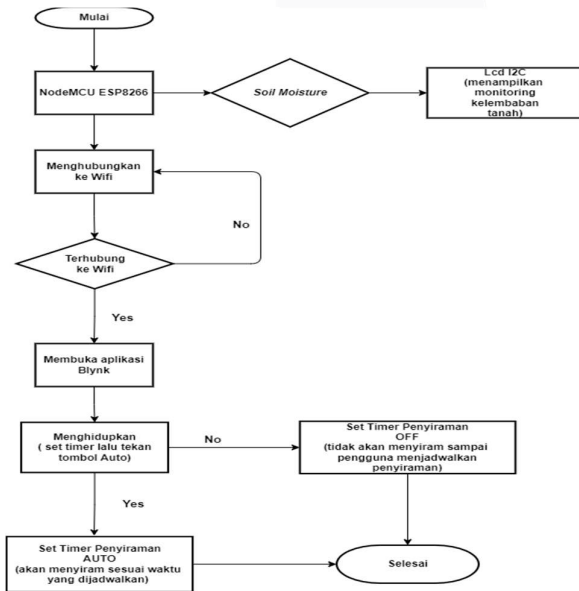 Mulai
NodeMCU ESP8266
Soil Moisture
Lcd I2C
(menampilkan
monitoring
kelembaban
tanah)
Menghubungkan
ke Wifi
No
Terhubung
ke Wifi
Yes
Membuka aplikasi
Blynk
Menghidupkan
( set timer lalu tekan
tombol Auto)
No
Set Timer Penyiraman
OFF
(tidak akan menyiram sampai
pengguna menjadwalkan
penyiraman)
Yes
Set Timer Penyiraman
AUTO
(akan menyiram sesuai waktu
yang dijadwalkan)
Selesai